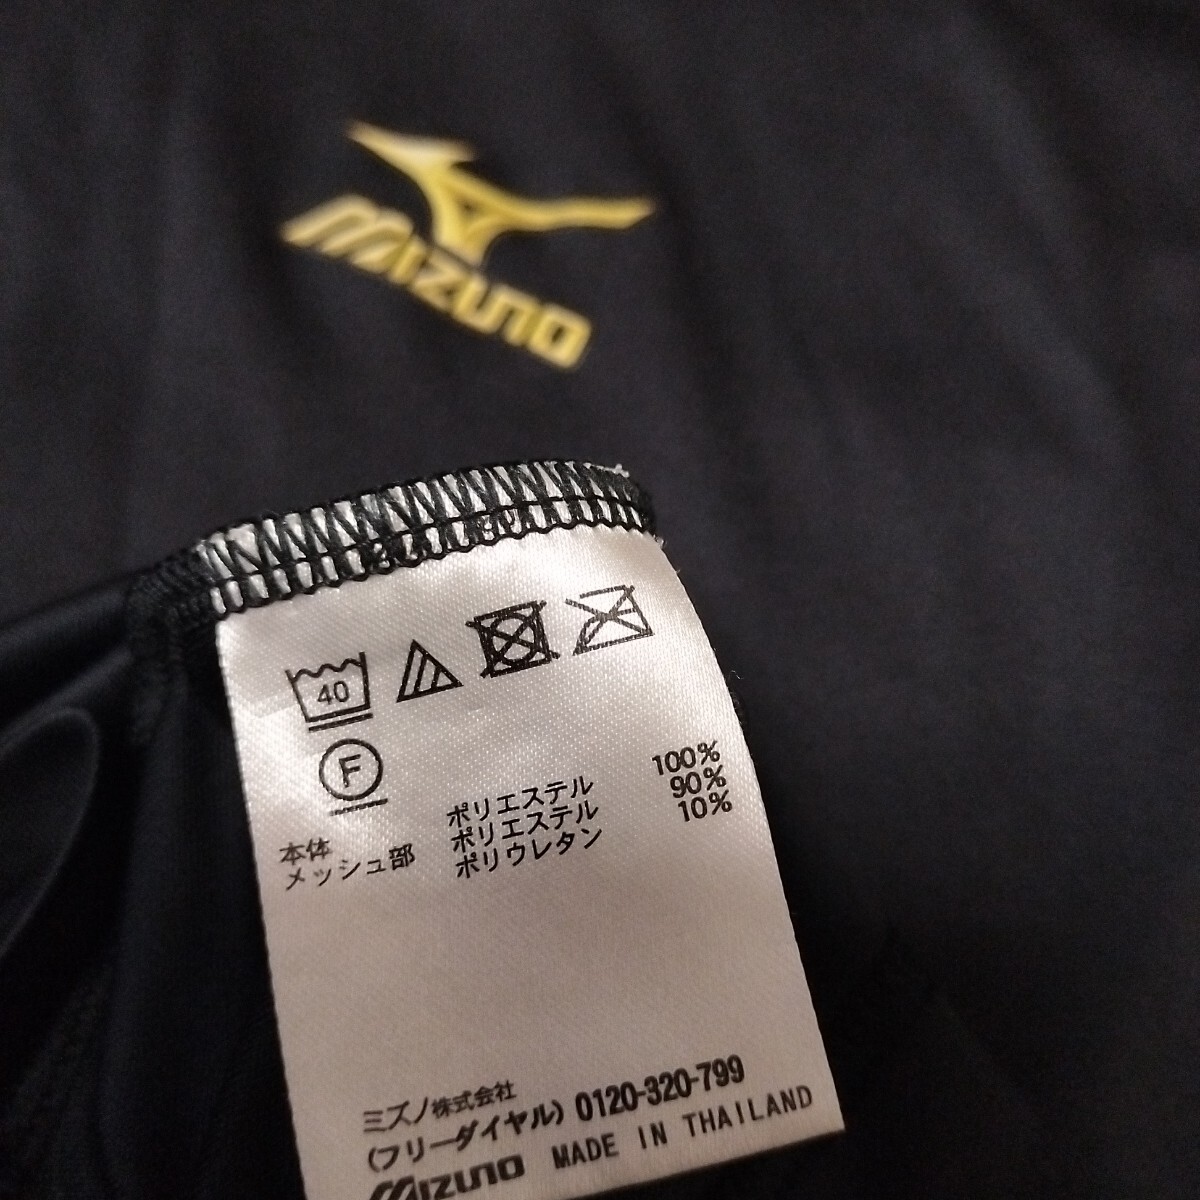 MIZUNO
40
F
本体 ポリエステル 100%
メッシュ部 ポリエステル 90%
ポリウレタン 10%
ミズノ株式会社
(フリーダイヤル) 0120-320-799
MIZUNO MADE IN THAILAND